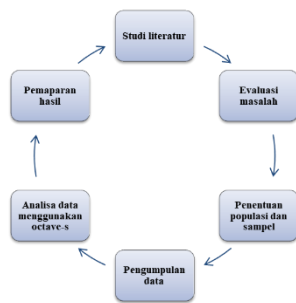 Studi literatur
Evaluasi
masalah
Penentuan
populasi dan
sampel
Pengumpulan
data
Analisa data
menggunakan
octave-s
Pemaparan
hasil